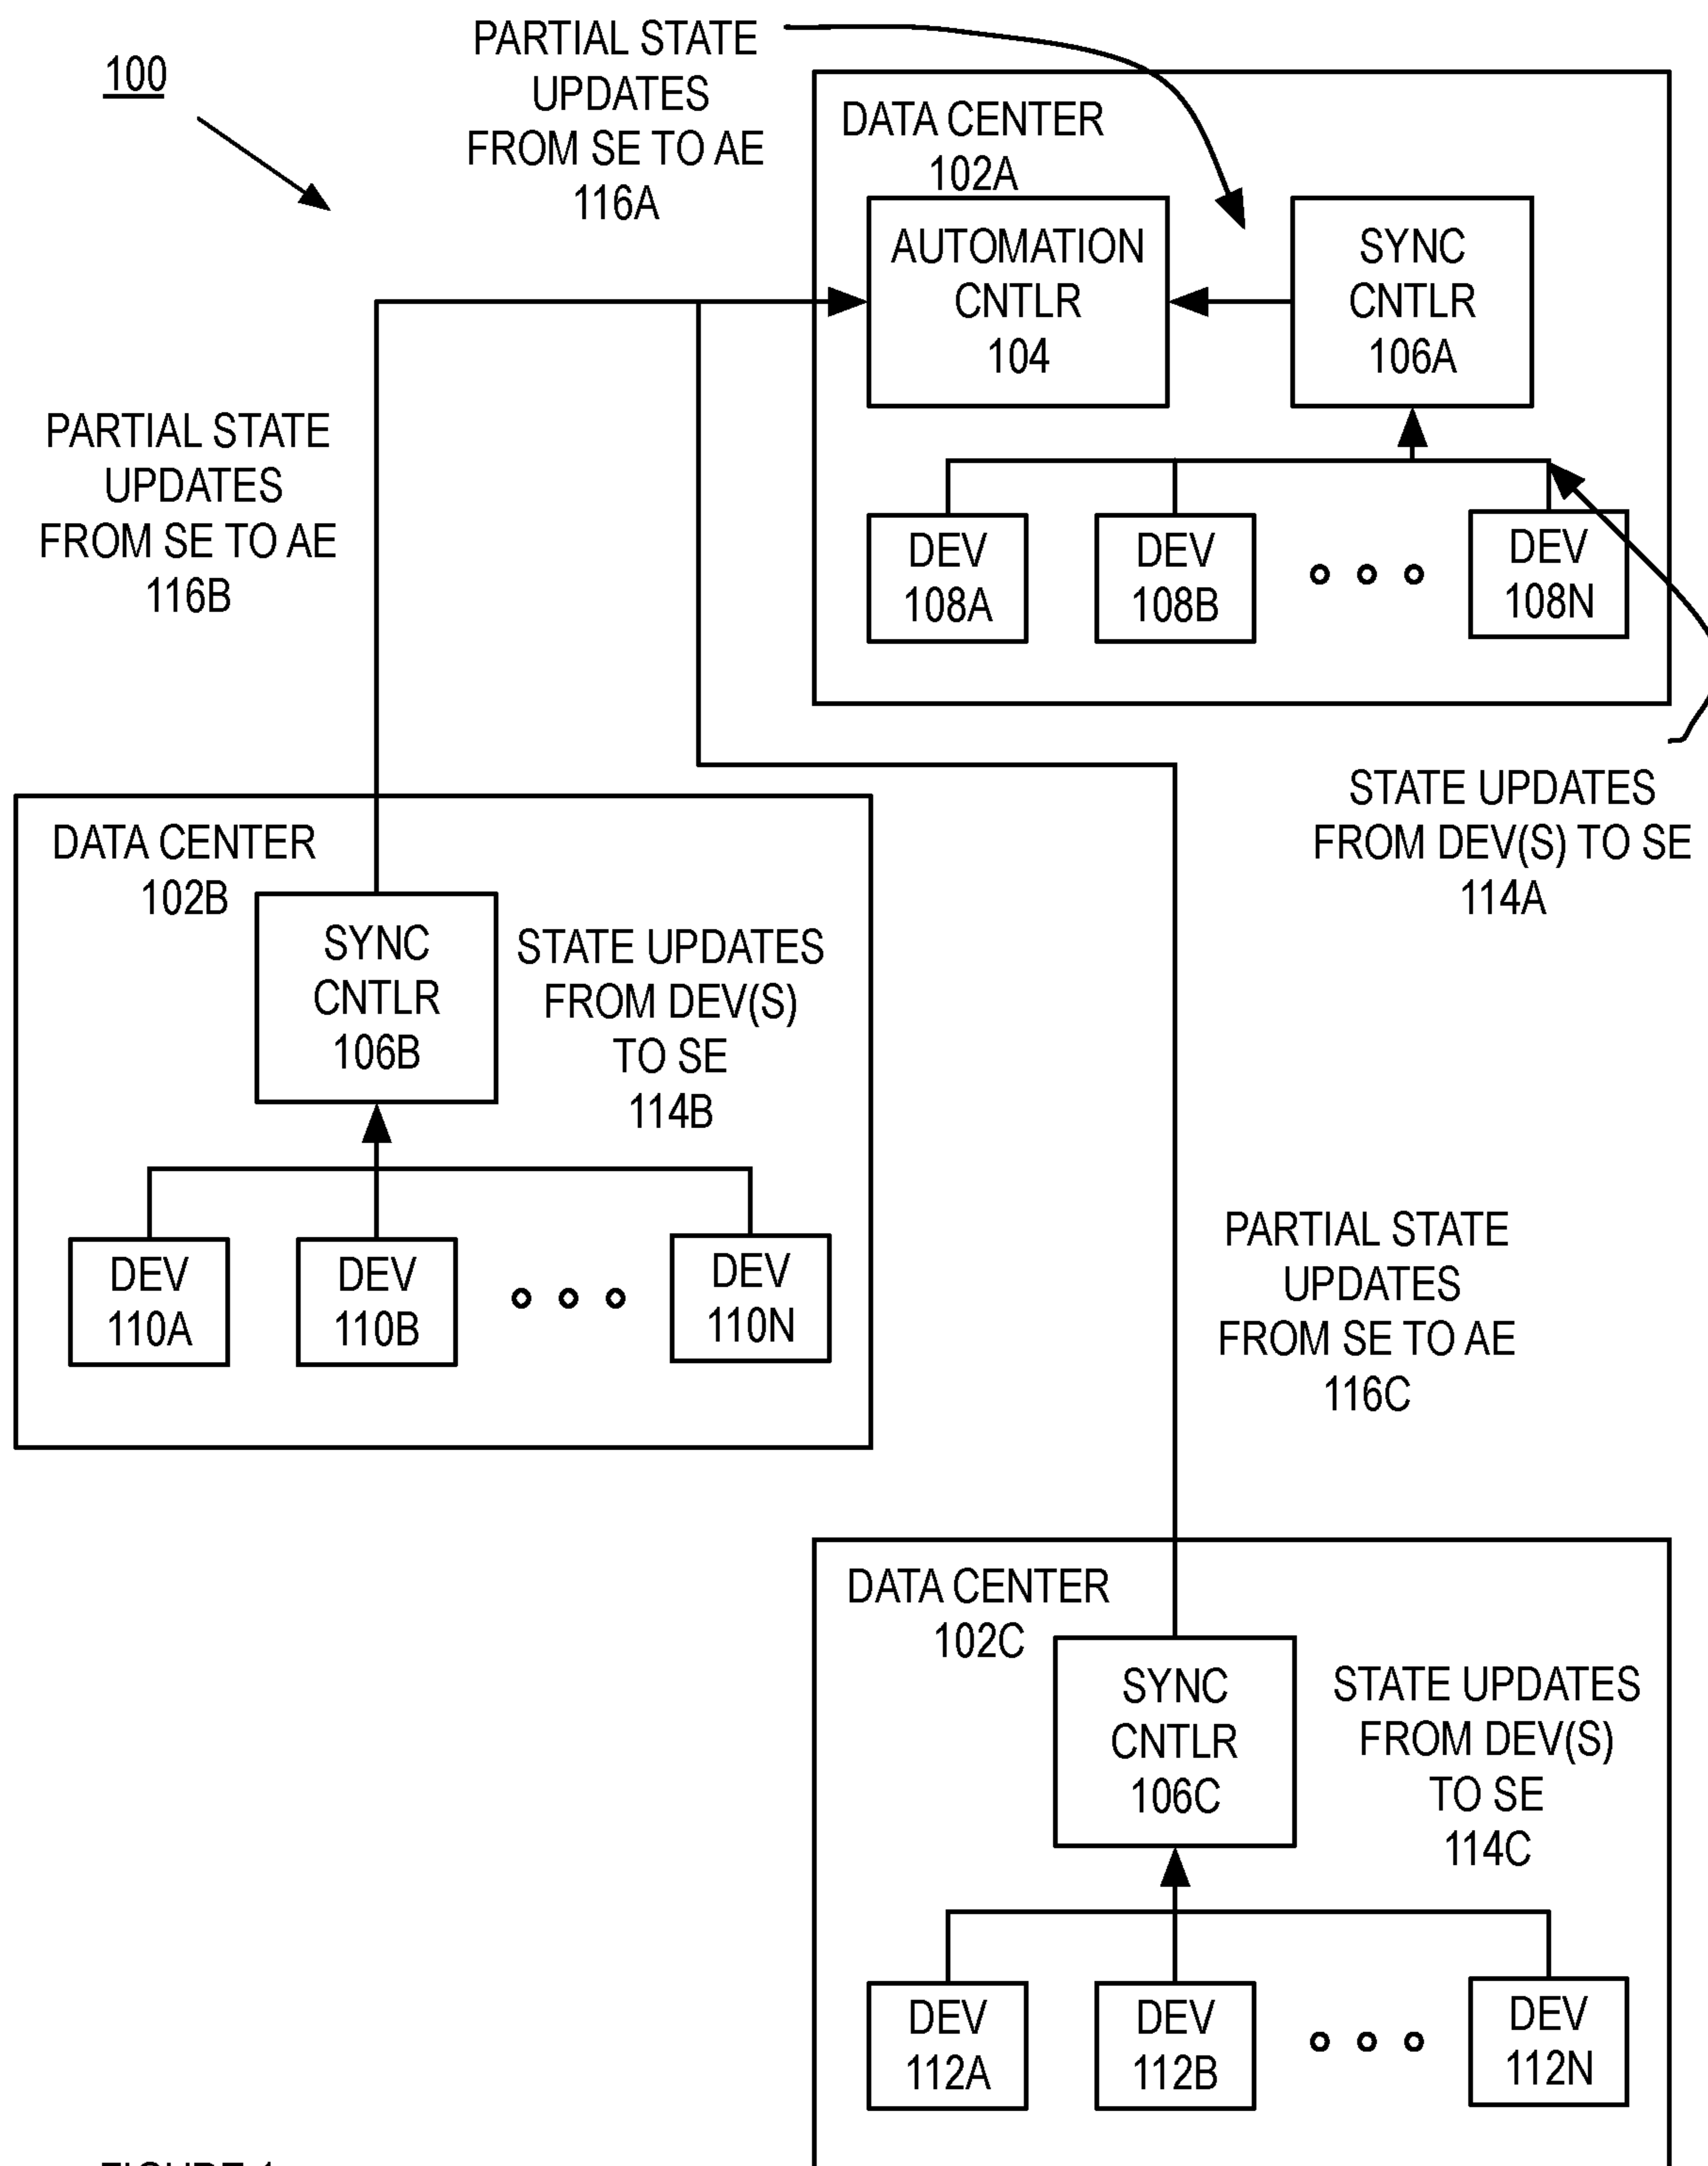 100
PARTIAL STATE
UPDATES
FROM SE TO AE
116A
DATA CENTER
102A
AUTOMATION
CNTLR
104
SYNC
CNTLR
106A
DEV
108A
DEV
108B
DEV
108N
STATE UPDATES
FROM DEV(S) TO SE
114A
PARTIAL STATE
UPDATES
FROM SE TO AE
116B
DATA CENTER
102B
SYNC
CNTLR
106B
STATE UPDATES
FROM DEV(S)
TO SE
114B
DEV
110A
DEV
110B
DEV
110N
PARTIAL STATE
UPDATES
FROM SE TO AE
116C
DATA CENTER
102C
SYNC
CNTLR
106C
STATE UPDATES
FROM DEV(S)
TO SE
114C
DEV
112A
DEV
112B
DEV
112N